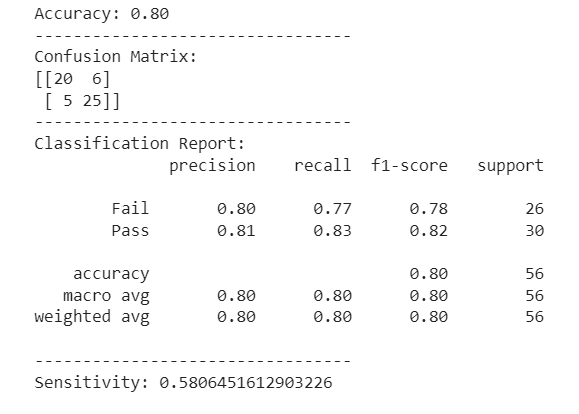 Accuracy: 0.80
---------------------------------
Confusion Matrix:
[[20  6]
 [ 5 25]]
---------------------------------
Classification Report:
              precision    recall  f1-score   support

        Fail       0.80      0.77      0.78        26
        Pass       0.81      0.83      0.82        30

    accuracy                           0.80        56
   macro avg       0.80      0.80      0.80        56
weighted avg       0.80      0.80      0.80        56

---------------------------------
Sensitivity: 0.5806451612903226